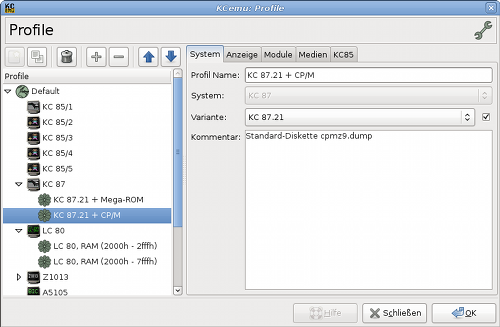 KCemu: Profile
Profile
System Anzeige Module Medien KC85
Profile
Default
KC 85/1
KC 85/2
KC 85/3
KC 85/4
KC 85/5
KC 87
KC 87.21 + Mega-ROM
KC 87.21 + CP/M
LC 80
LC 80, RAM (2000h - 2fffh)
LC 80, RAM (2000h - 7fffh)
Z1013
A5105
Profil Name: KC 87.21 + CP/M
System: KC 87
Variante: KC 87.21
Kommentar: Standard-Diskette cpmz9.dump
Hilfe Schließen OK